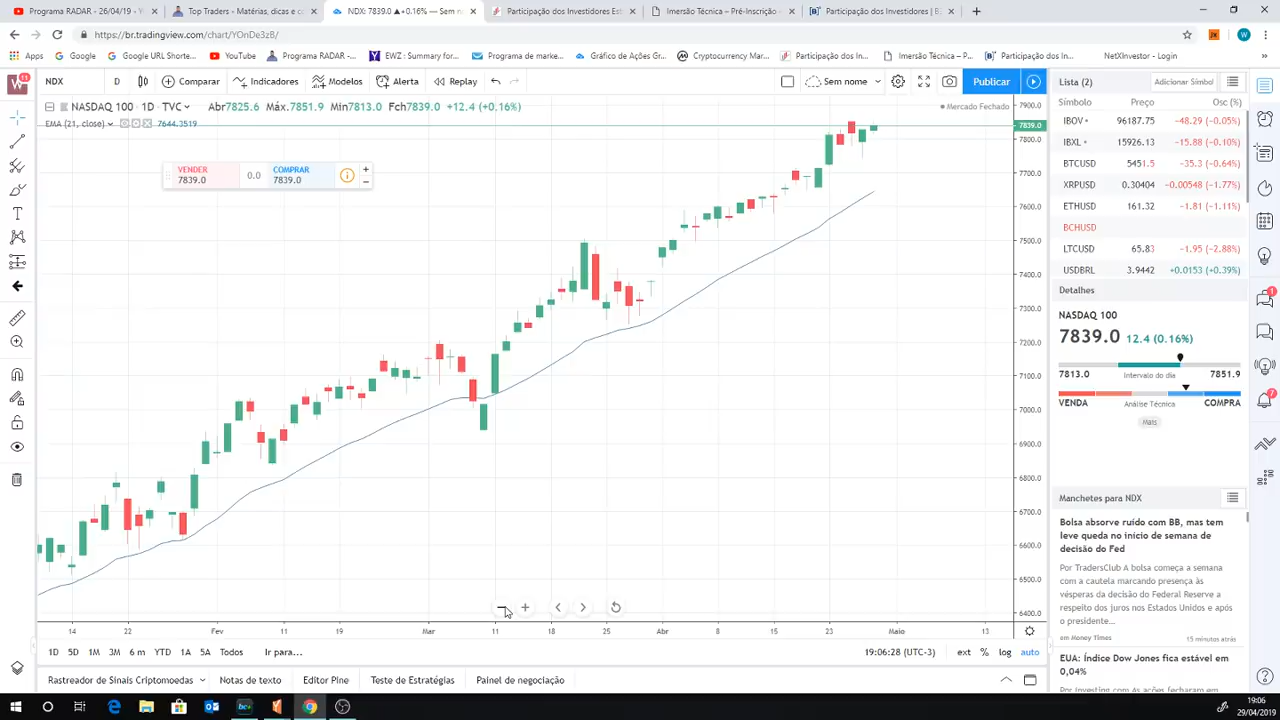 Programa RADAR - 26/04/19 - W
Top Traders - Matérias, dicas e c
NDX: 7839.0 ▲+0.16% — Sem n
Participação dos Investidores Est
Imersão Técnica – Pré-Inscrição
Participação dos Investidores | B
https://br.tradingview.com/chart/YOnDe3zB/
Apps
Google
Google URL Shorte...
YouTube
Programa RADAR -...
EWZ : Summary for...
Programa de marke...
Gráfico de Ações Gr...
Cryptocurrency Mar...
Participação dos In...
Imersão Técnica – P...
Participação dos In...
NetXInvestor - Login
»
11
NDX
D
Comparar
Indicadores
Modelos
Alerta
Replay
Sem nome
Publicar
NASDAQ 100 • 1D • TVC
Abr7825.6 Máx.7851.9 Mín7813.0 Fch7839.0 +12.4 (+0.16%)
Mercado Fechado
EMA (21, close)
7644.3519
VENDER
7839.0
0.0
COMPRAR
7839.0
7900.0
7839.0
7800.0
7700.0
7600.0
7500.0
7400.0
7300.0
7200.0
7100.0
7000.0
6900.0
6800.0
6700.0
6600.0
6500.0
6400.0
14
22
Fev
11
19
Mar
11
18
25
Abr
8
15
23
Maio
13
1D 5D 1M 3M 6 m YTD 1A 5A Todos
Ir para...
19:06:28 (UTC-3)
ext % log auto
Rastreador de Sinais Criptomoedas
Notas de texto
Editor Pine
Teste de Estratégias
Painel de negociação
Lista (2)
Adicionar Símbol
Símbolo Preço Osc (%)
IBOV 96187.75 −48.29 (−0.05%)
IBXL 15926.13 −15.88 (−0.10%)
BTCUSD 5451.5 −35.3 (−0.64%)
XRPUSD 0.30404 −0.00548 (−1.77%)
ETHUSD 161.32 −1.81 (−1.11%)
BCHUSD
LTCUSD 65.83 −1.95 (−2.88%)
USDBRL 3.9442 +0.0153 (+0.39%)
Detalhes
NASDAQ 100
7839.0 12.4 (0.16%)
7813.0 Intervalo do dia 7851.9
VENDA Análise Técnica COMPRA
Mais
Manchetes para NDX
Bolsa absorve ruído com BB, mas tem
leve queda no início de semana de
decisão do Fed
Por TradersClub A bolsa começa a semana
com a cautela marcando presença às
vésperas da decisão do Federal Reserve a
respeito dos juros nos Estados Unidos e após
o presidente...
em Money Times 15 minutos atrás
EUA: Índice Dow Jones fica estável em
0,04%
Por Investing.com As ações fecharam em
1
7
19:06
29/04/2019